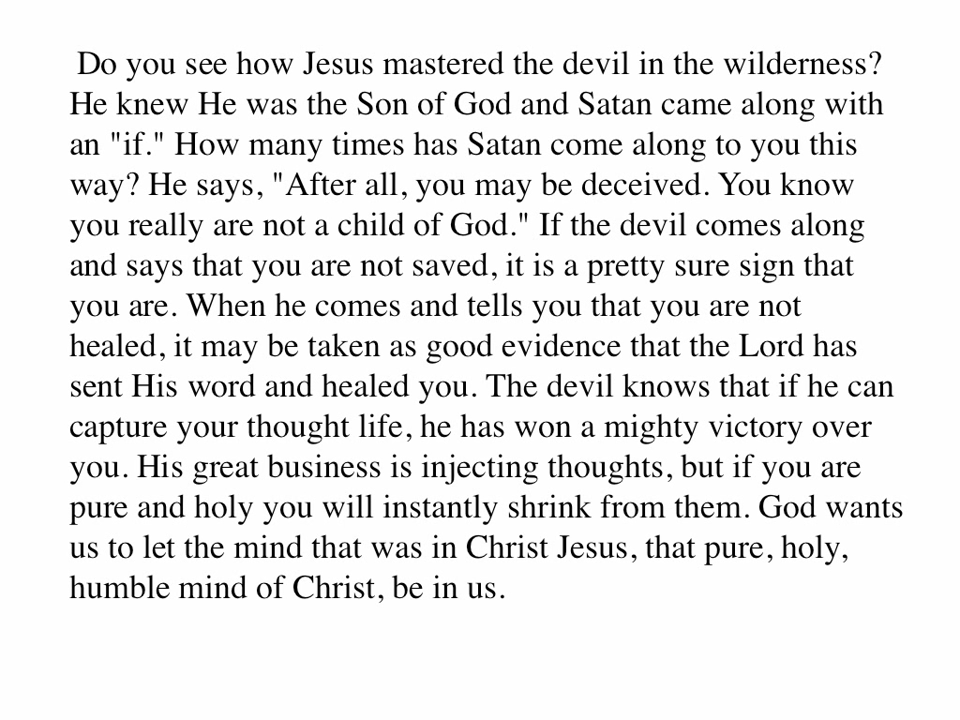 Do you see how Jesus mastered the devil in the wilderness?
He knew He was the Son of God and Satan came along with
an "if." How many times has Satan come along to you this
way? He says, "After all, you may be deceived. You know
you really are not a child of God." If the devil comes along
and says that you are not saved, it is a pretty sure sign that
you are. When he comes and tells you that you are not
healed, it may be taken as good evidence that the Lord has
sent His word and healed you. The devil knows that if he can
capture your thought life, he has won a mighty victory over
you. His great business is injecting thoughts, but if you are
pure and holy you will instantly shrink from them. God wants
us to let the mind that was in Christ Jesus, that pure, holy,
humble mind of Christ, be in us.